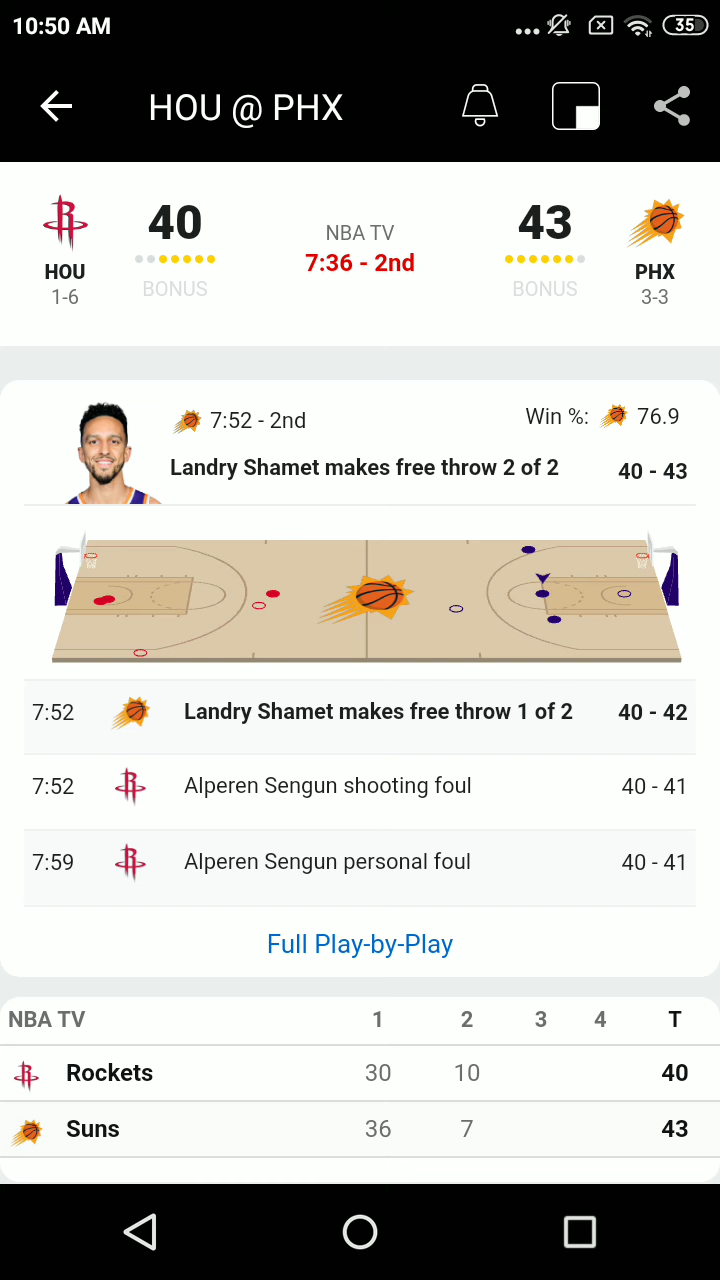 10:50 AM
35
HOU @ PHX
40
NBA TV
43
HOU
7:36 - 2nd
PHX
1-6
BONUS
BONUS
3-3
7:52 - 2nd
Win %: 76.9
Landry Shamet makes free throw 2 of 2
40 - 43
7:52
Landry Shamet makes free throw 1 of 2
40 - 42
7:52
Alperen Sengun shooting foul
40 - 41
7:59
Alperen Sengun personal foul
40 - 41
Full Play-by-Play
NBA TV 1 2 3 4 T
Rockets 30 10 40
Suns 36 7 43